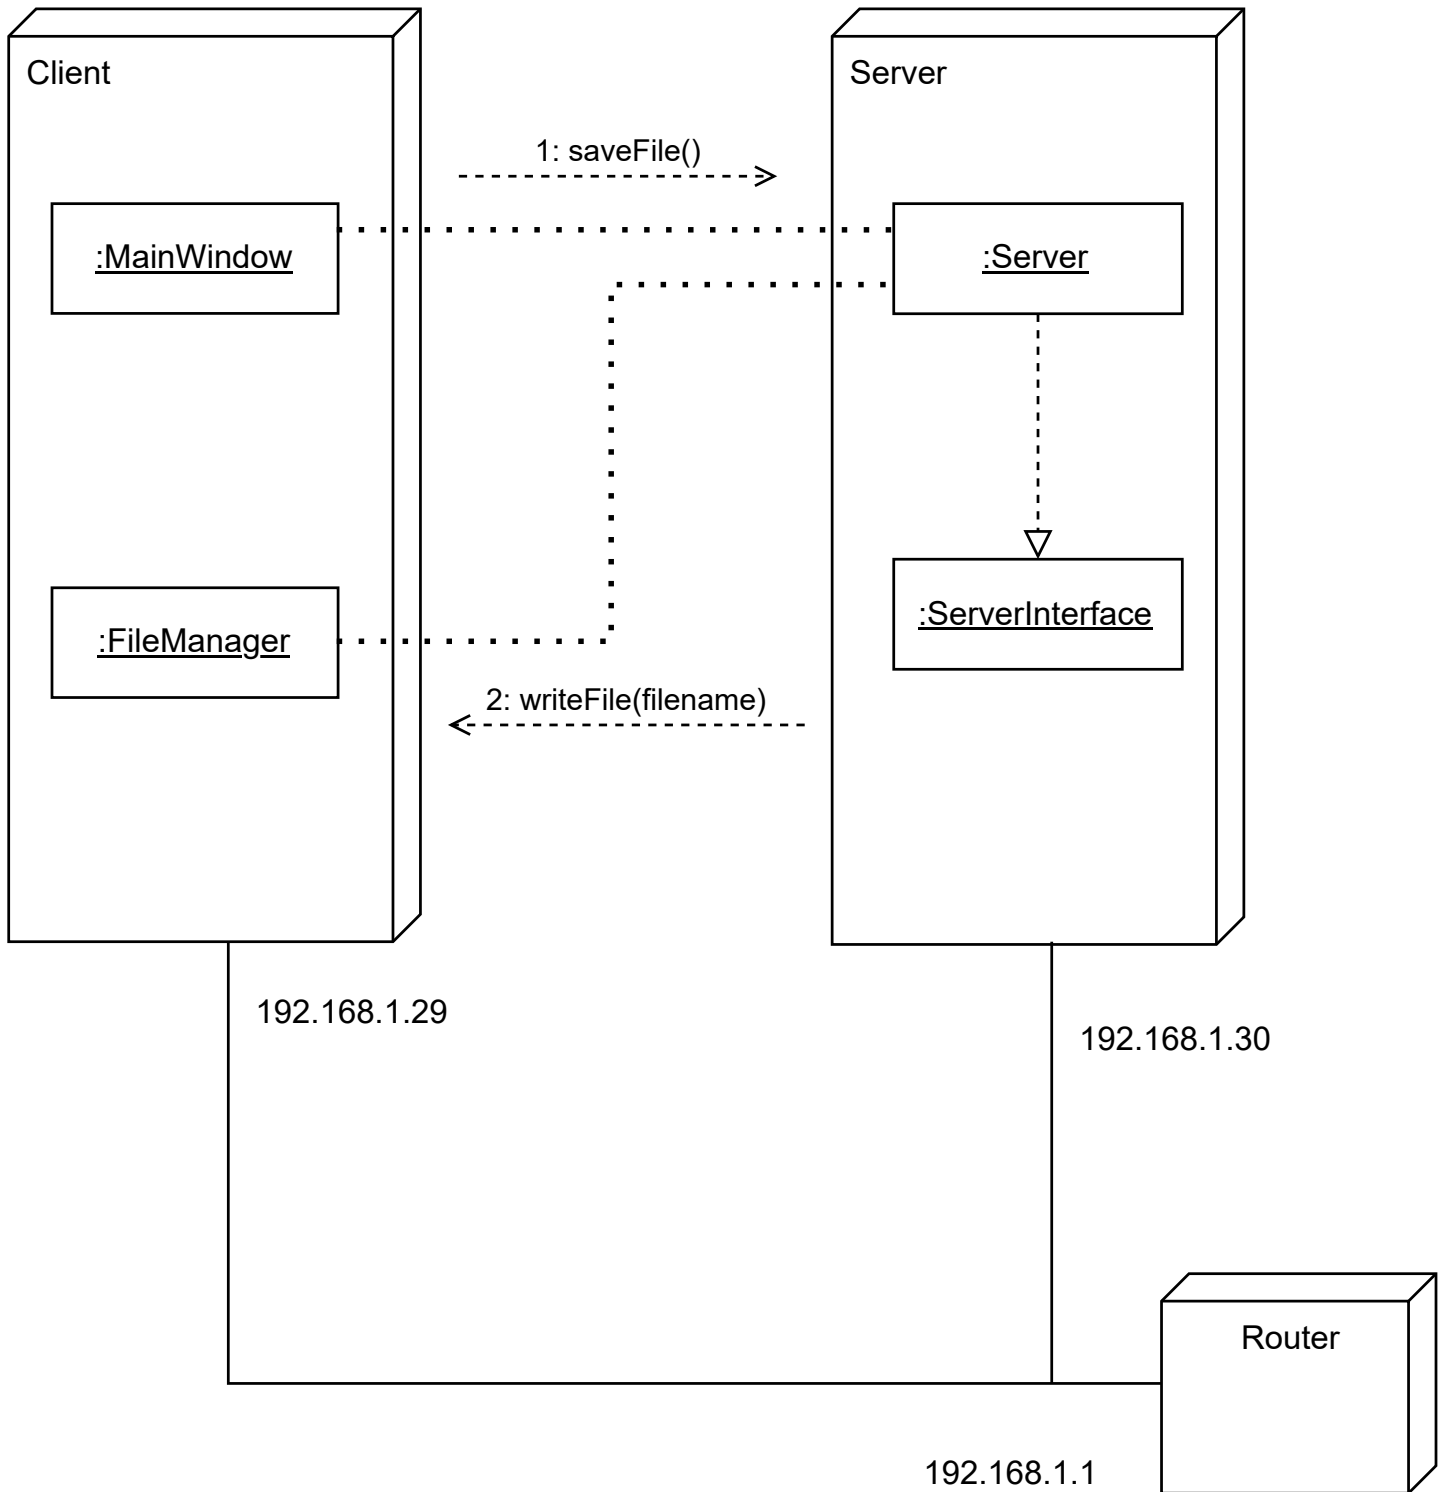 Client
Server
1: saveFile()
:MainWindow
:Server
:FileManager
:ServerInterface
2: writeFile(filename)
192.168.1.29
192.168.1.30
Router
192.168.1.1